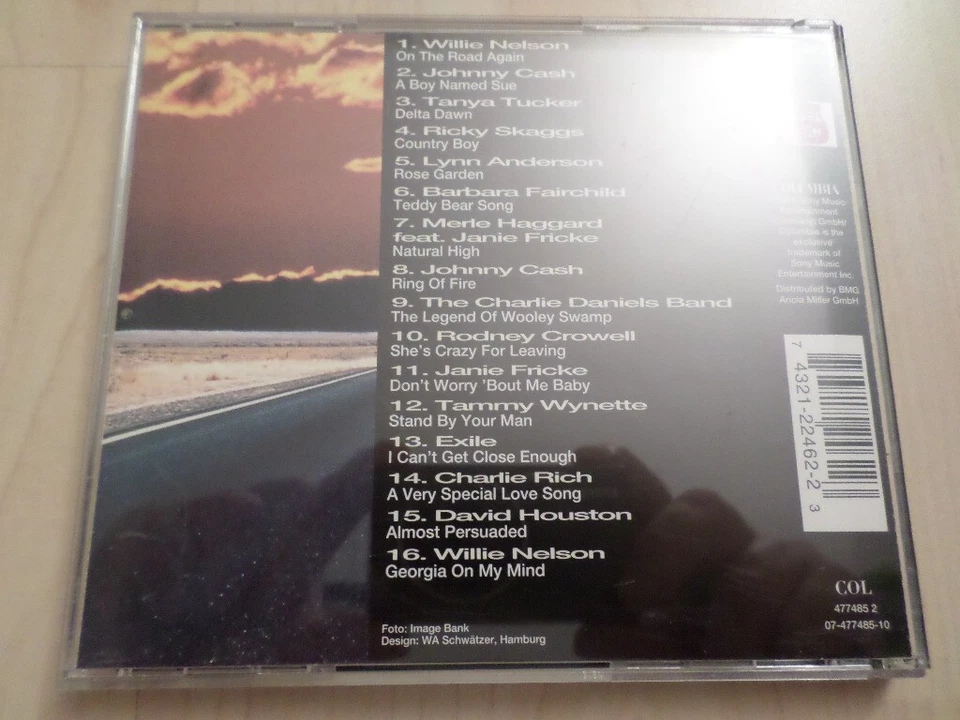 1. Willie Nelson
On The Road Again
2. Johnny Cash
A Boy Named Sue
3. Tanya Tucker
Delta Dawn
4. Ricky Skaggs
Country Boy
5. Lynn Anderson
Rose Garden
6. Barbara Fairchild
Teddy Bear Song
7. Merle Haggard
feat. Janie Fricke
Natural High
8. Johnny Cash
Ring Of Fire
9. The Charlie Daniels Band
The Legend Of Wooley Swamp
10. Rodney Crowell
She's Crazy For Leaving
11. Janie Fricke
Don't Worry 'Bout Me Baby
12. Tammy Wynette
Stand By Your Man
13. Exile
I Can't Get Close Enough
14. Charlie Rich
A Very Special Love Song
15. David Houston
Almost Persuaded
16. Willie Nelson
Georgia On My Mind
Foto: Image Bank
Design: WA Schwätzer, Hamburg
COLUMBIA
Sony Music
Entertainment
GmbH/
Columbia is the
exclusive
trademark of
Sony Music
Entertainment Inc.
Distributed by BMG
Ariola Miller GmbH
7 4321-22462-2 3
COL
477485 2
07-477485-10